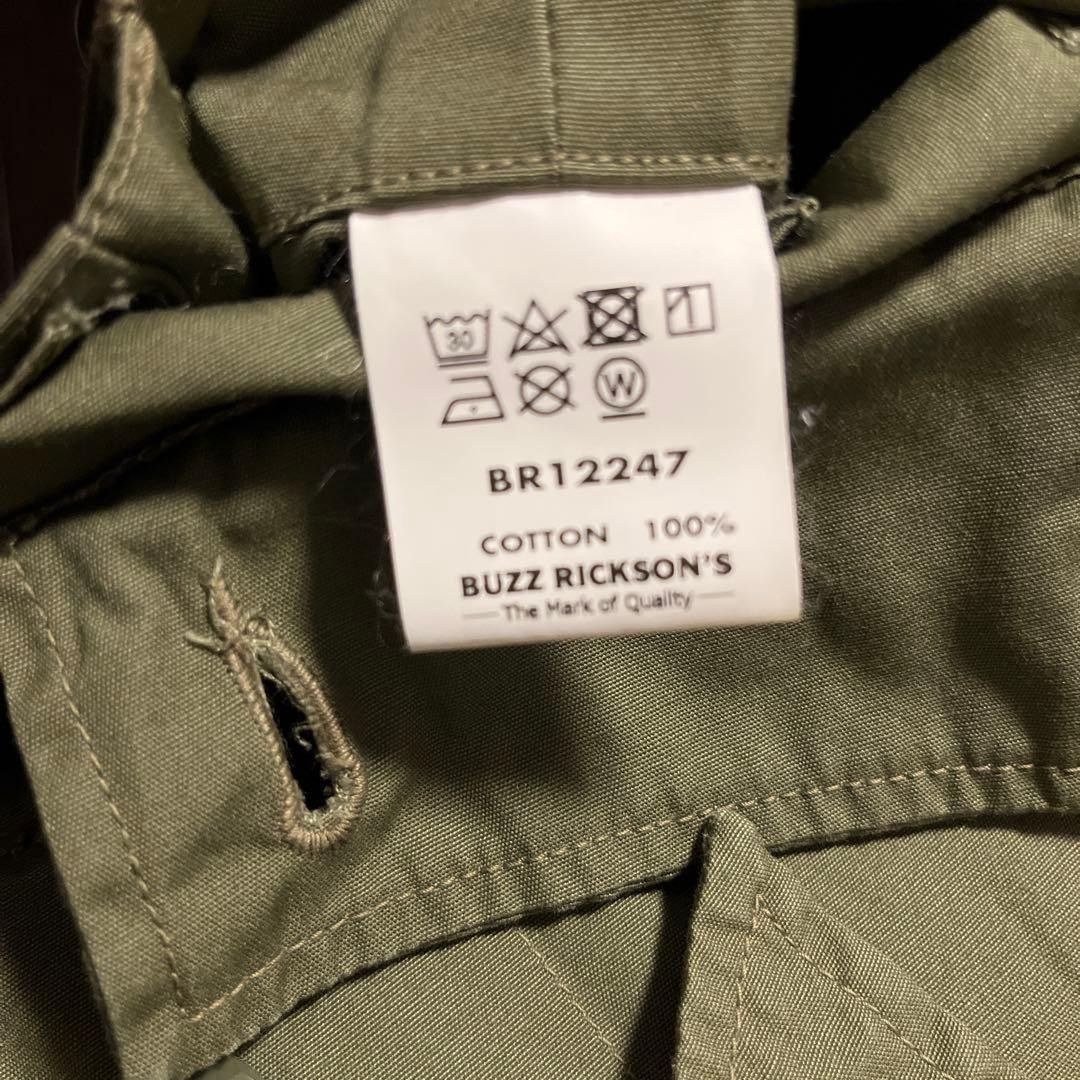 30
W
BR12247
COTTON 100%
BUZZ RICKSON'S
The Mark of Quality